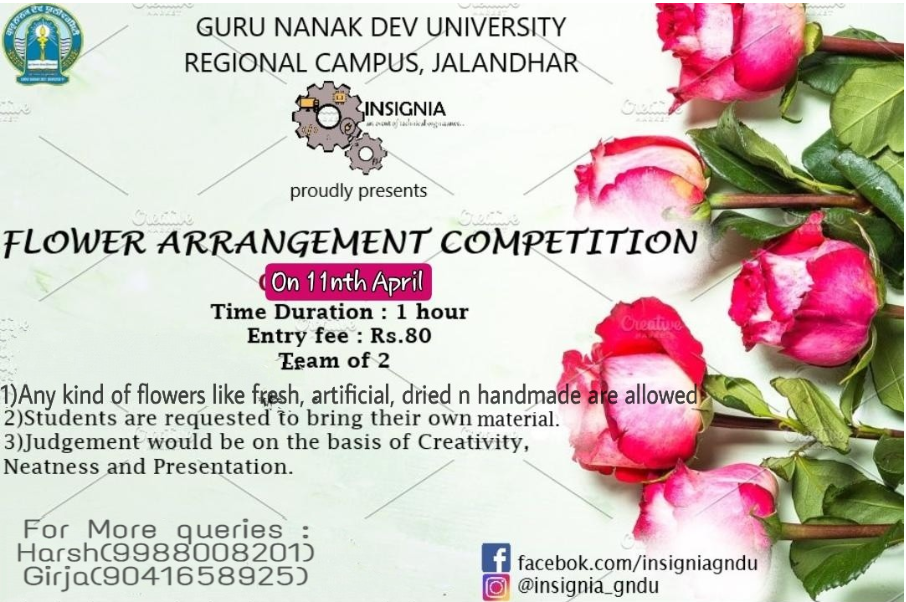 GURU NANAK DEV UNIVERSITY
REGIONAL CAMPUS, JALANDHAR
INSIGNIA
proudly presents
FLOWER ARRANGEMENT COMPETITION
On 11nth April
Time Duration : 1 hour
Entry fee : Rs.80
Team of 2
1)Any kind of flowers like fresh, artificial, dried n handmade are allowed
2)Students are requested to bring their own material.
3)Judgement would be on the basis of Creativity,
Neatness and Presentation.
For More queries :
Harsh(9988008201)
Girja(9041658925)
facebok.com/insigniagndu
@insignia_gndu
Creative